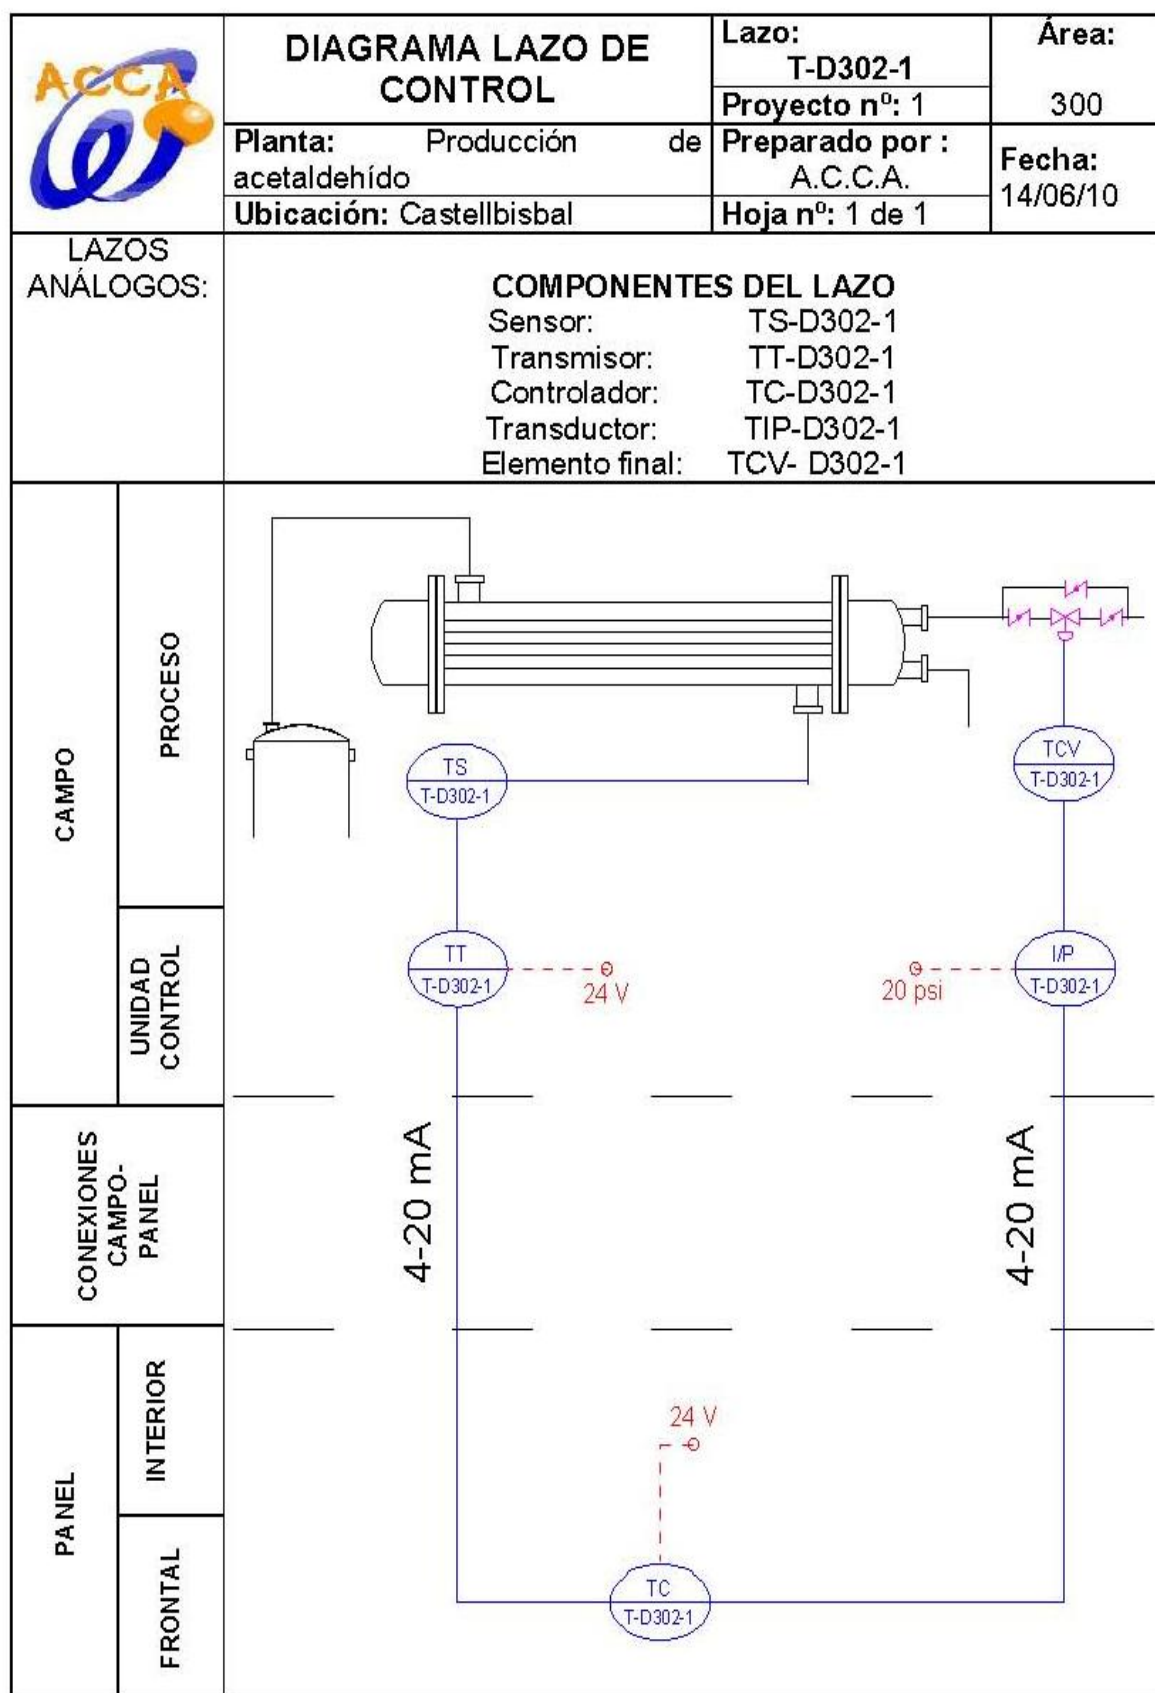 ACCA
DIAGRAMA LAZO DE
CONTROL
Lazo:
T-D302-1
Proyecto nº: 1
Área:
300
Planta: Producción de
acetaldehído
Ubicación: Castellbisbal
Preparado por :
A.C.C.A.
Hoja nº: 1 de 1
Fecha:
14/06/10
LAZOS
ANÁLOGOS:
COMPONENTES DEL LAZO
Sensor: TS-D302-1
Transmisor: TT-D302-1
Controlador: TC-D302-1
Transductor: TIP-D302-1
Elemento final: TCV- D302-1
CAMPO
PROCESO
TS
T-D302-1
TCV
T-D302-1
UNIDAD
CONTROL
TT
T-D302-1
24 V
20 psi
I/P
T-D302-1
CONEXIONES
CAMPO-
PANEL
4-20 mA
4-20 mA
PANEL
INTERIOR
24 V
FRONTAL
TC
T-D302-1